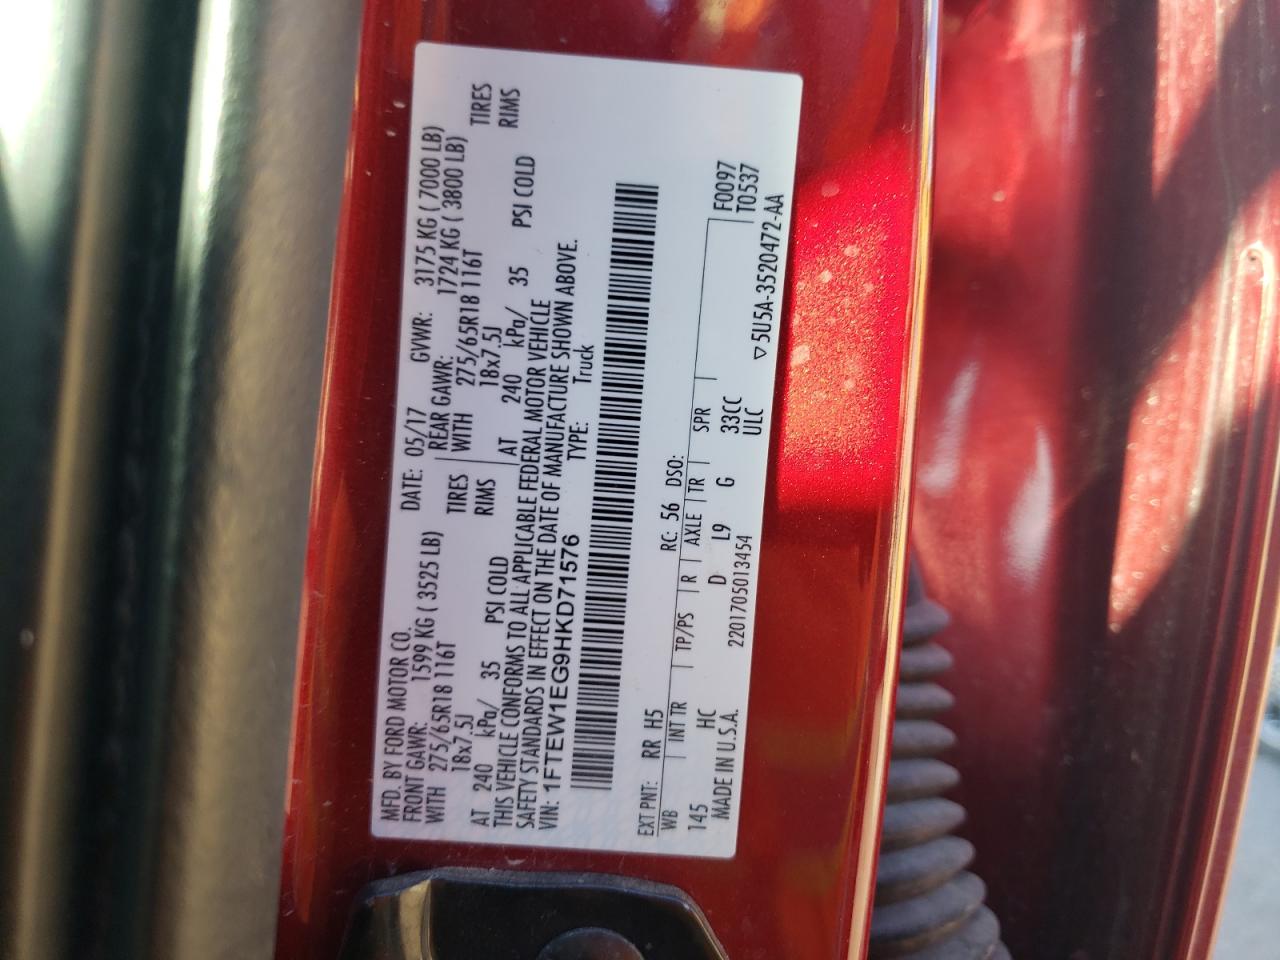 MFD. BY FORD MOTOR CO. DATE: 05/17 GVWR: 3175 KG ( 7000 LB)
FRONT GAWR: 1599 KG ( 3525 LB) REAR GAWR: 1724 KG ( 3800 LB)
WITH 275/65R18 116T TIRES WITH 275/65R18 116T TIRES
18x7.5J RIMS 18x7.5J RIMS
AT 240 kPa/ 35 PSI COLD AT 240 kPa/ 35 PSI COLD
THIS VEHICLE CONFORMS TO ALL APPLICABLE FEDERAL MOTOR VEHICLE
SAFETY STANDARDS IN EFFECT ON THE DATE OF MANUFACTURE SHOWN ABOVE.
VIN: 1FTEW1EG9HKD71576 TYPE: Truck
EXT PNT: RR H5 RC: 56 DSO:
WB INT TR TP/PS R AXLE TR SPR F0097
145 HC D L9 G 33CC T0537
MADE IN U.S.A. 2201705013454 ULC ▽5U5A-3520472-AA